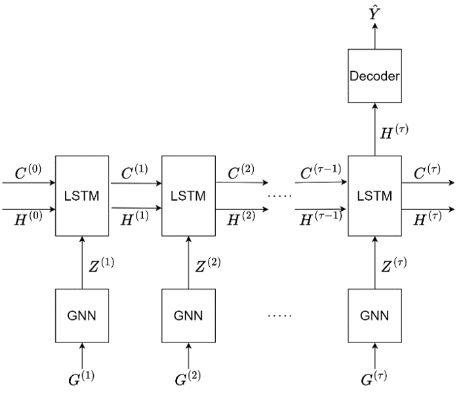 Ŷ
Decoder
H^(τ)
C^(0) LSTM C^(1) LSTM C^(2) ..... C^(τ−1) LSTM C^(τ)
H^(0) H^(1) H^(2) H^(τ−1) H^(τ)
Z^(1) Z^(2) Z^(τ)
GNN GNN ..... GNN
G^(1) G^(2) G^(τ)